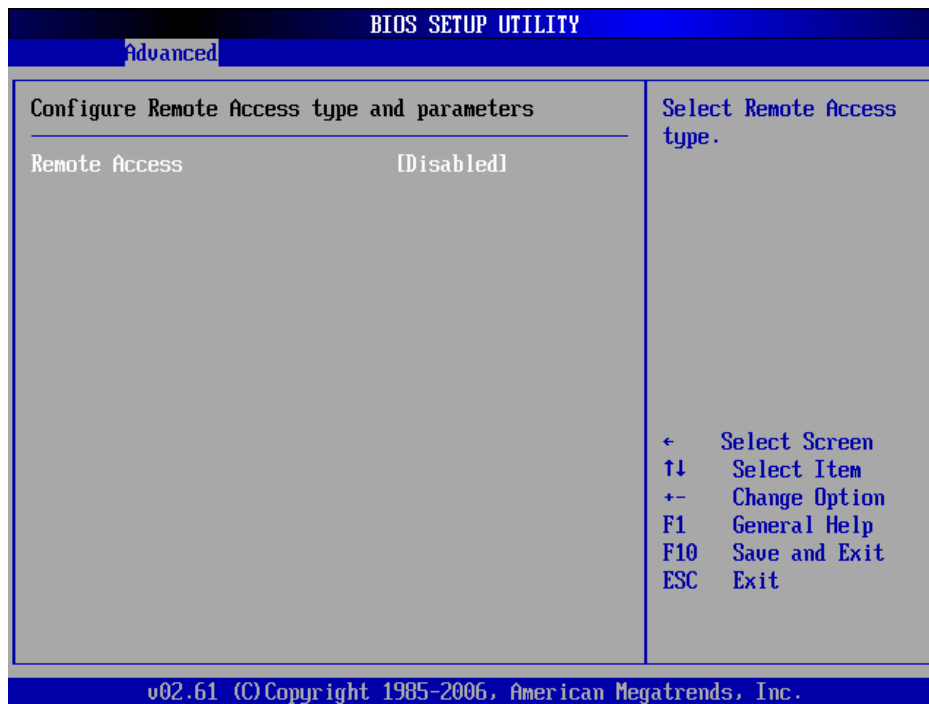 BIOS SETUP UTILITY
Advanced
Configure Remote Access type and parameters
Remote Access [Disabled]
Select Remote Access
type.
← Select Screen
↑↓ Select Item
+- Change Option
F1 General Help
F10 Save and Exit
ESC Exit
v02.61 (C)Copyright 1985-2006, American Megatrends, Inc.